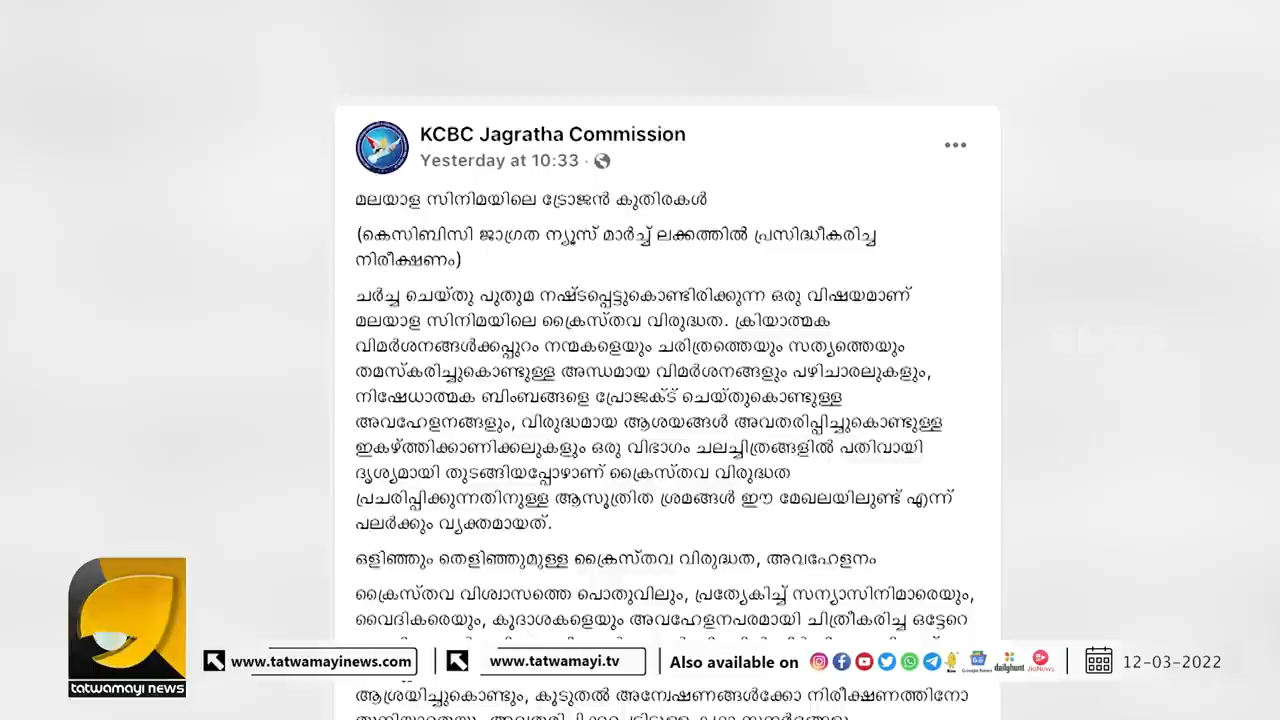 KCBC Jagratha Commission
Yesterday at 10:33 ·
മലയാള സിനിമയിലെ ട്രോജൻ കുതിരകൾ
(കെസിബിസി ജാഗ്രത ന്യൂസ് മാർച്ച് ലക്കത്തിൽ പ്രസിദ്ധീകരിച്ച
നിരീക്ഷണം)
ചർച്ച ചെയ്തു പുതുമ നഷ്ടപ്പെട്ടുകൊണ്ടിരിക്കുന്ന ഒരു വിഷയമാണ്
മലയാള സിനിമയിലെ ക്രൈസ്തവ വിരുദ്ധത. ക്രിയാത്മക
വിമർശനങ്ങൾക്കപ്പുറം നന്മകളെയും ചരിത്രത്തെയും സത്യത്തെയും
തമസ്കരിച്ചുകൊണ്ടുള്ള അന്ധമായ വിമർശനങ്ങളും പഴിചാരലുകളും,
നിഷേധാത്മക ബിംബങ്ങളെ പ്രോജക്ട് ചെയ്തുകൊണ്ടുള്ള
അവഹേളനങ്ങളും, വിരുദ്ധമായ ആശയങ്ങൾ അവതരിപ്പിച്ചുകൊണ്ടുള്ള
ഇകഴ്ത്തിക്കാണിക്കലുകളും ഒരു വിഭാഗം ചലച്ചിത്രങ്ങളിൽ പതിവായി
ദൃശ്യമായി തുടങ്ങിയപ്പോഴാണ് ക്രൈസ്തവ വിരുദ്ധത
പ്രചരിപ്പിക്കുന്നതിനുള്ള ആസൂത്രിത ശ്രമങ്ങൾ ഈ മേഖലയിലുണ്ട് എന്ന്
പലർക്കും വ്യക്തമായത്.
ഒളിഞ്ഞും തെളിഞ്ഞുമുള്ള ക്രൈസ്തവ വിരുദ്ധത, അവഹേളനം
ക്രൈസ്തവ വിശ്വാസത്തെ പൊതുവിലും, പ്രത്യേകിച്ച് സന്യാസിനിമാരെയും,
വൈദികരെയും, കൂദാശകളെയും അവഹേളനപരമായി ചിത്രീകരിച്ച ഒട്ടേറെ
tatwamayi news
www.tatwamayinews.com
www.tatwamayi.tv
Also available on
Google News
dailyhunt
JioNews
12-03-2022
ആശ്രയിച്ചുകൊണ്ടും, കൂടുതൽ അന്വേഷണങ്ങൾക്കോ നിരീക്ഷണത്തിനോ